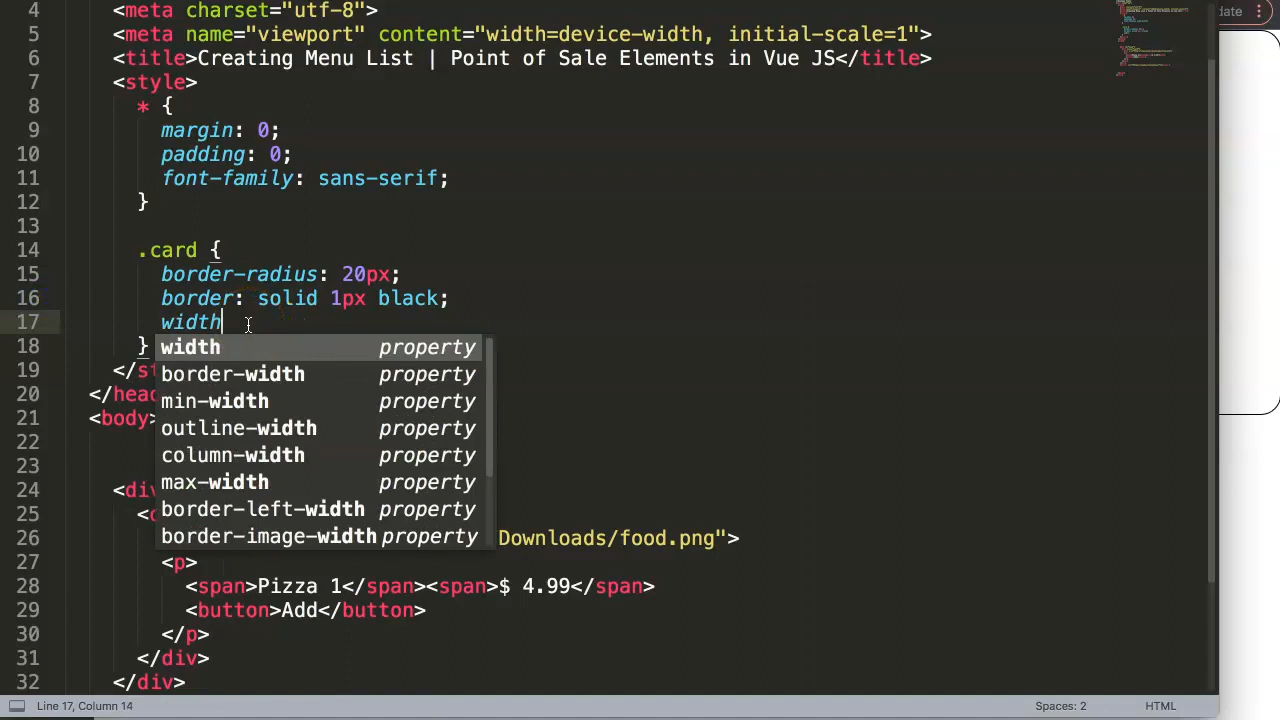 4 <meta charset="utf-8">
5 <meta name="viewport" content="width=device-width, initial-scale=1">
6 <title>Creating Menu List | Point of Sale Elements in Vue JS</title>
7 <style>
8 * {
9 margin: 0;
10 padding: 0;
11 font-family: sans-serif;
12 }
13
14 .card {
15 border-radius: 20px;
16 border: solid 1px black;
17 width
18 }
width property
19 </st
border-width property
20 </head
min-width property
21 <body>
outline-width property
22
column-width property
23
max-width property
24 <div
border-left-width property
25 <d
border-image-width property
26 Downloads/food.png">
27 <p>
28 <span>Pizza 1</span><span>$ 4.99</span>
29 <button>Add</button>
30 </p>
31 </div>
32 </div>
Line 17, Column 14
Spaces: 2
HTML
date